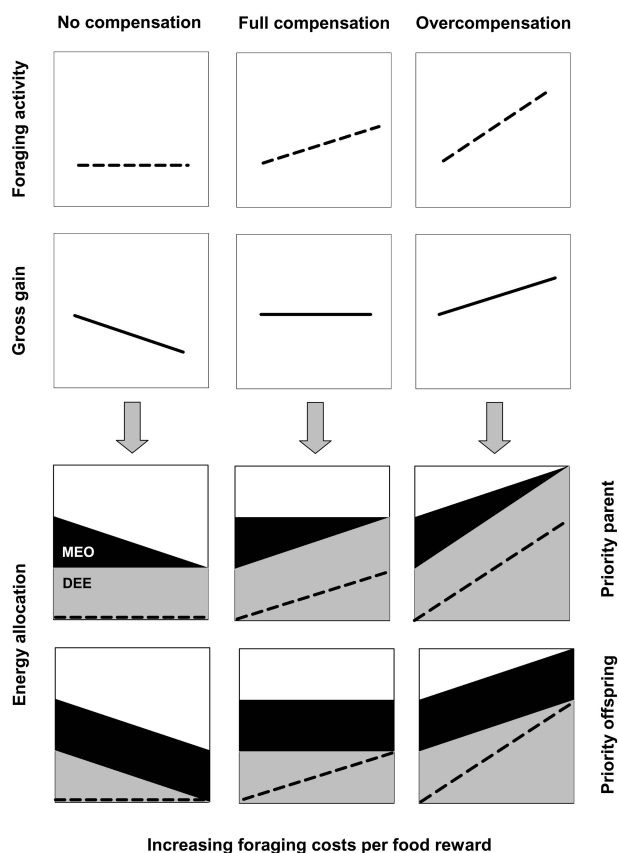 No compensation
Full compensation
Overcompensation
Foraging activity
Gross gain
Energy allocation
MEO
DEE
Priority parent
Priority offspring
Increasing foraging costs per food reward